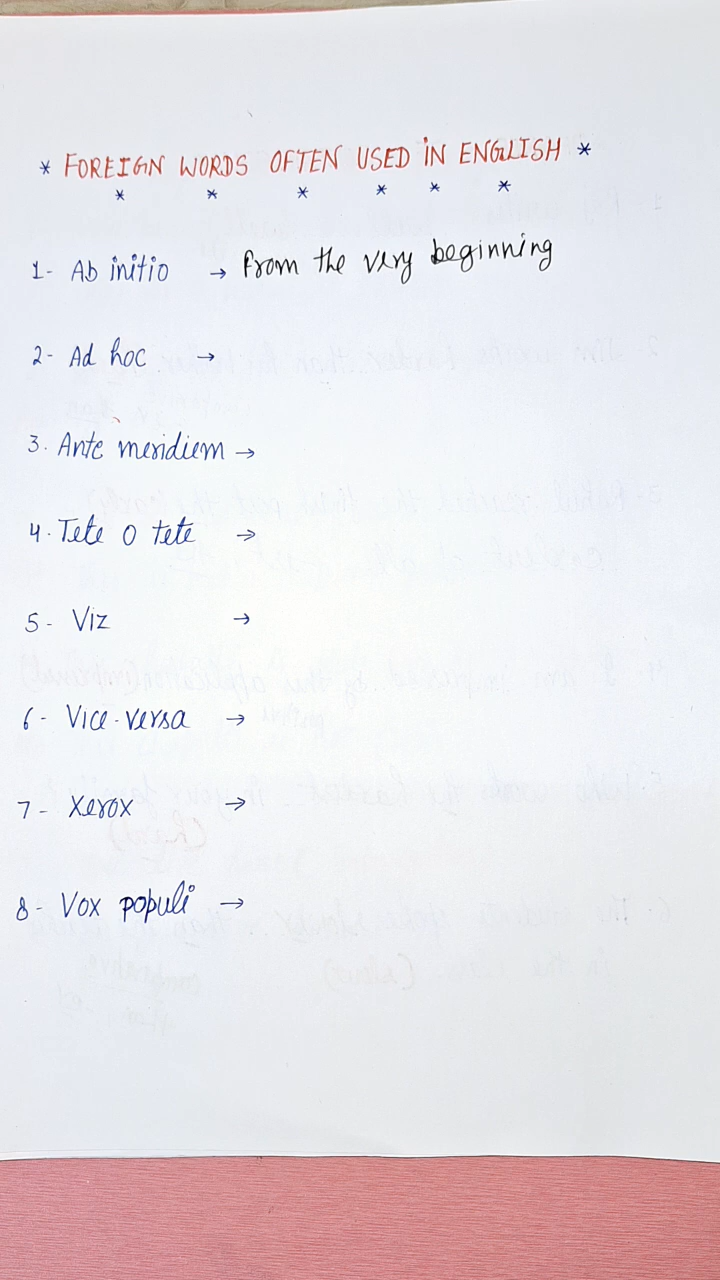 * FOREIGN WORDS OFTEN USED IN ENGLISH *
* * * * * *
1- Ab initio → From the very beginning
2- Ad hoc →
3. Ante meridiem →
4. Tete o tete →
5- Viz →
6- Vice-versa →
7- Xerox →
8- Vox populi →